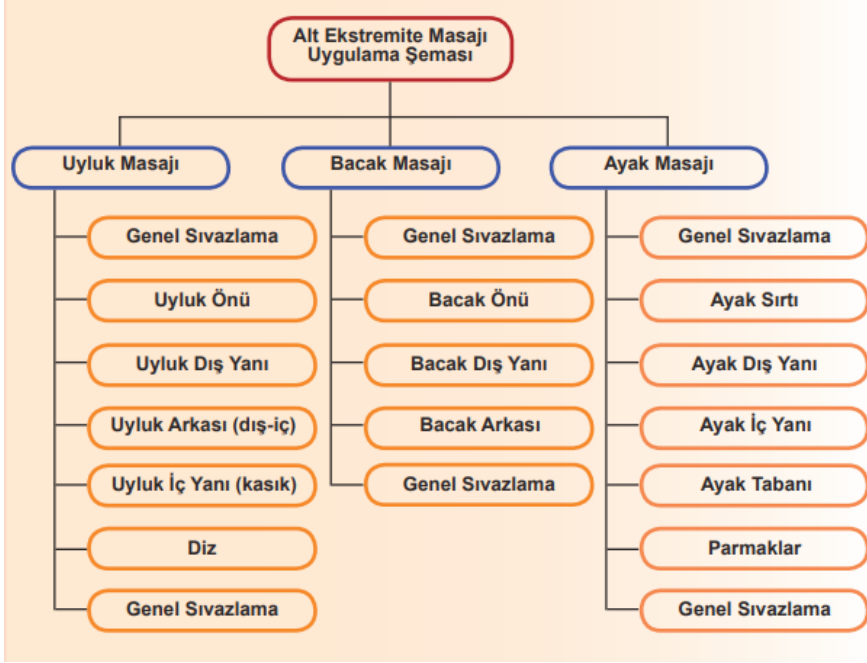 Alt Ekstremite Masajı
Uygulama Şeması
Uyluk Masajı
Genel Sıvazlama
Uyluk Önü
Uyluk Dış Yanı
Uyluk Arkası (dış-iç)
Uyluk İç Yanı (kasık)
Diz
Genel Sıvazlama
Bacak Masajı
Genel Sıvazlama
Bacak Önü
Bacak Dış Yanı
Bacak Arkası
Genel Sıvazlama
Ayak Masajı
Genel Sıvazlama
Ayak Sırtı
Ayak Dış Yanı
Ayak İç Yanı
Ayak Tabanı
Parmaklar
Genel Sıvazlama